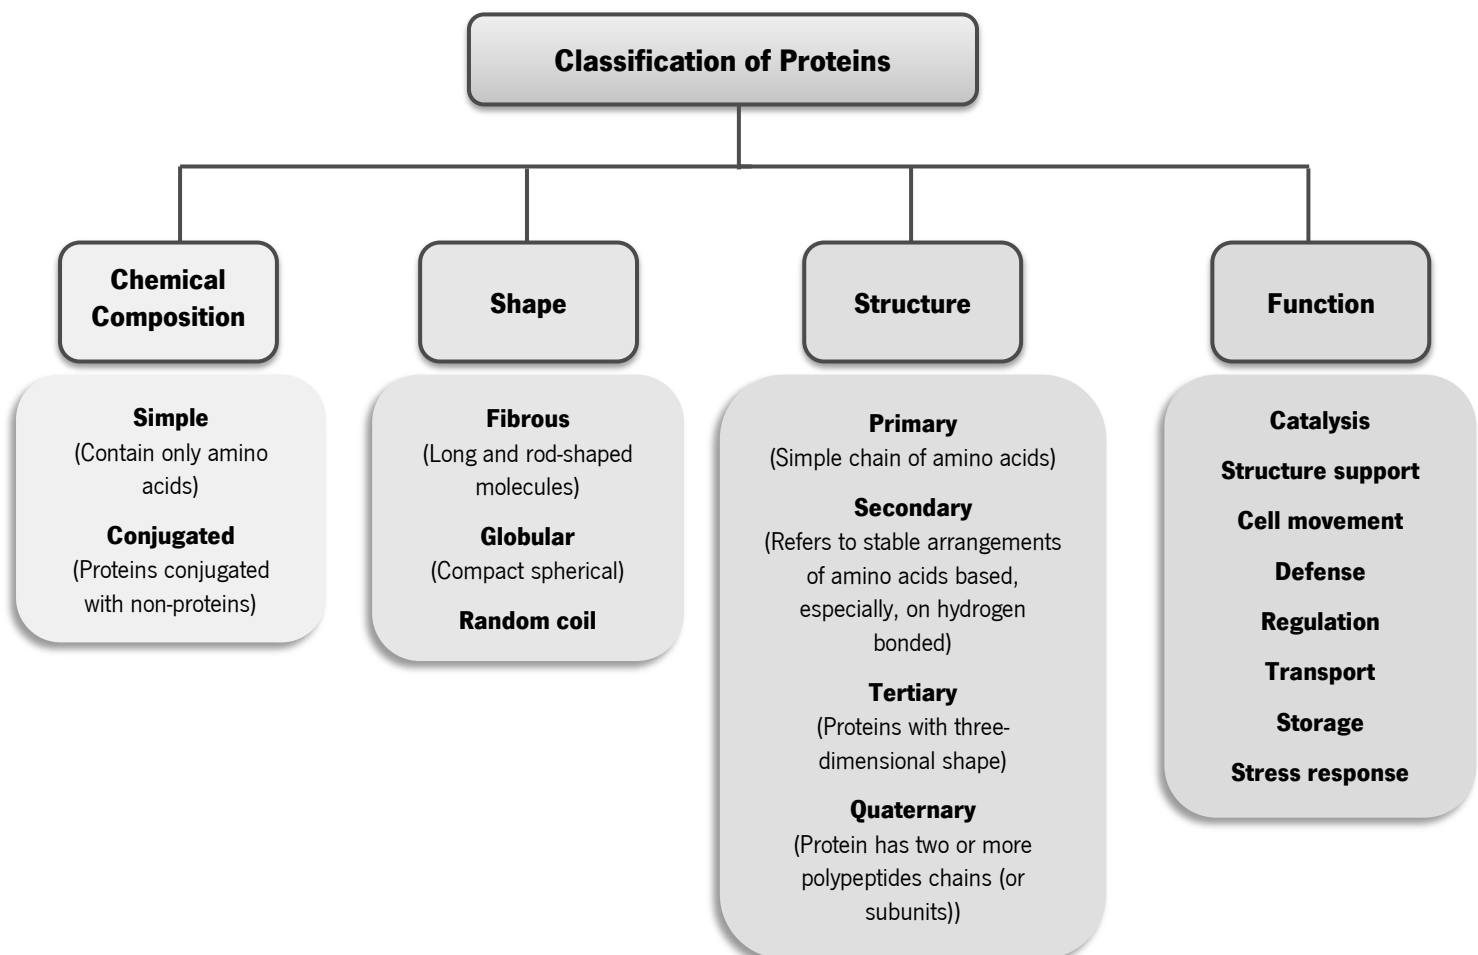 Classification of Proteins
Chemical
Composition
Shape
Structure
Function
Simple
(Contain only amino
acids)
Conjugated
(Proteins conjugated
with non-proteins)
Fibrous
(Long and rod-shaped
molecules)
Globular
(Compact spherical)
Random coil
Primary
(Simple chain of amino acids)
Secondary
(Refers to stable arrangements
of amino acids based,
especially, on hydrogen
bonded)
Tertiary
(Proteins with three-
dimensional shape)
Quaternary
(Protein has two or more
polypeptides chains (or
subunits))
Catalysis
Structure support
Cell movement
Defense
Regulation
Transport
Storage
Stress response